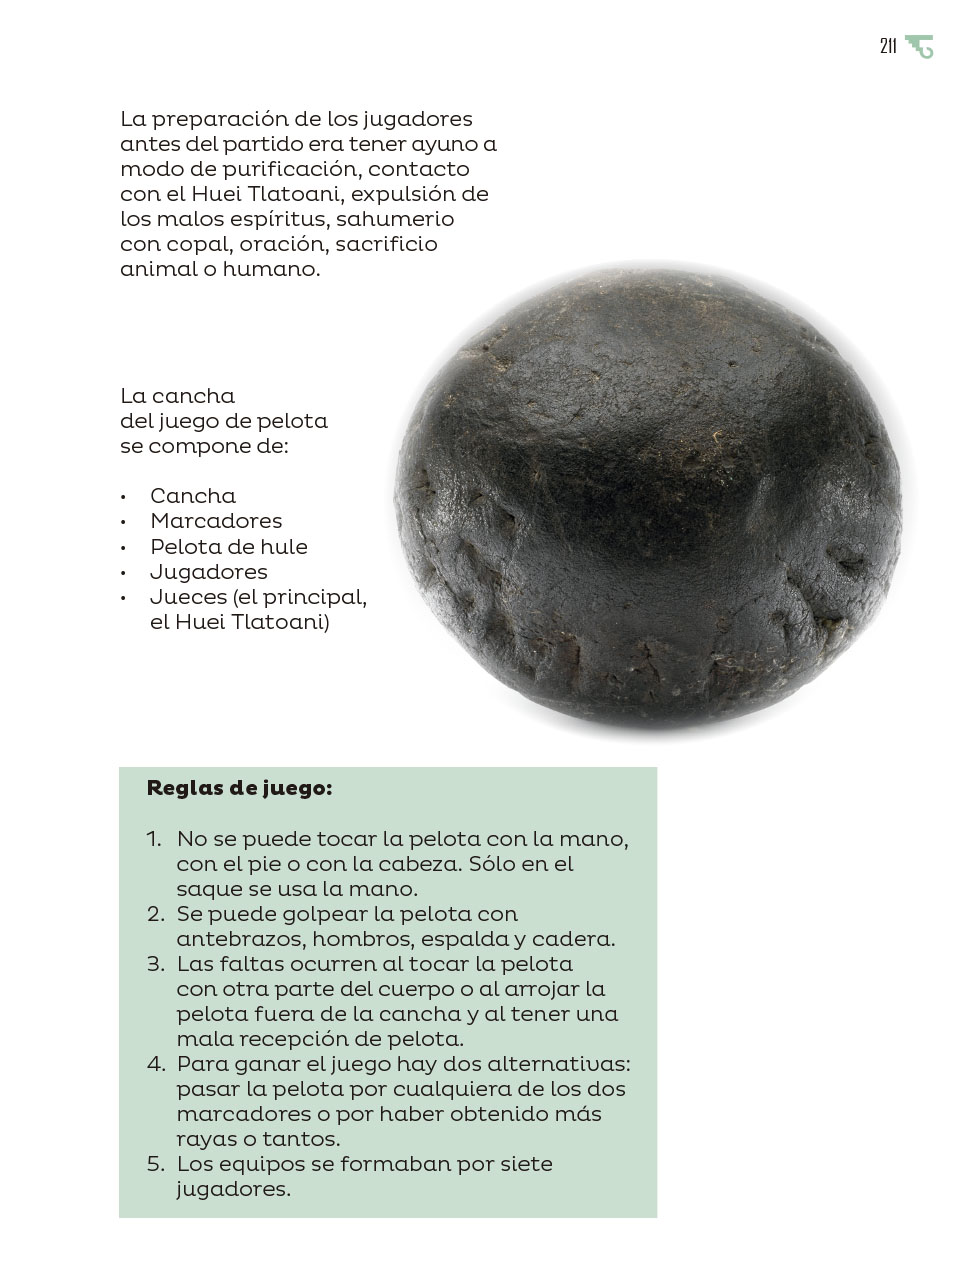 211
La preparación de los jugadores
antes del partido era tener ayuno a
modo de purificación, contacto
con el Huei Tlatoani, expulsión de
los malos espíritus, sahumerio
con copal, oración, sacrificio
animal o humano.
La cancha
del juego de pelota
se compone de:
• Cancha
• Marcadores
• Pelota de hule
• Jugadores
• Jueces (el principal,
el Huei Tlatoani)
Reglas de juego:
1. No se puede tocar la pelota con la mano,
con el pie o con la cabeza. Sólo en el
saque se usa la mano.
2. Se puede golpear la pelota con
antebrazos, hombros, espalda y cadera.
3. Las faltas ocurren al tocar la pelota
con otra parte del cuerpo o al arrojar la
pelota fuera de la cancha y al tener una
mala recepción de pelota.
4. Para ganar el juego hay dos alternativas:
pasar la pelota por cualquiera de los dos
marcadores o por haber obtenido más
rayas o tantos.
5. Los equipos se formaban por siete
jugadores.